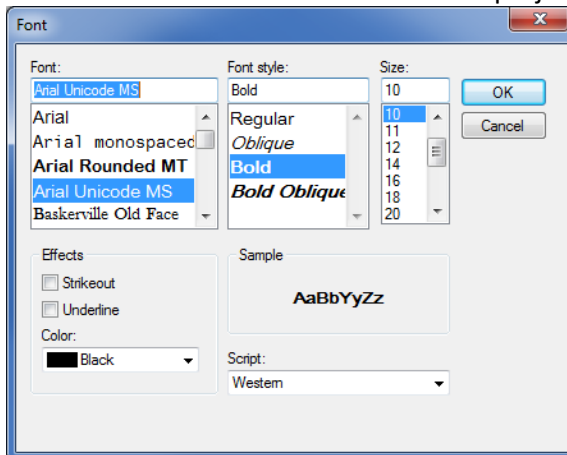 Font
Font:
Arial Unicode MS
Arial
Arial monospaced
Arial Rounded MT
Arial Unicode MS
Baskerville Old Face
Font style:
Bold
Regular
Oblique
Bold
Bold Oblique
Size:
10
10
11
12
14
16
18
20
OK
Cancel
Effects
Strikeout
Underline
Color:
Black
Sample
AaBbYyZz
Script:
Western